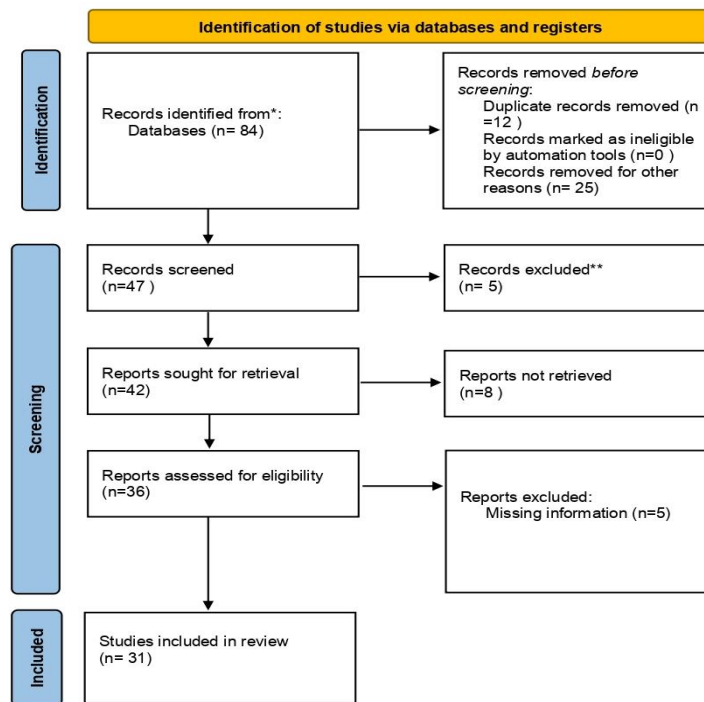 Identification of studies via databases and registers
Identification
Records identified from*:
Databases (n= 84)
Records removed before
screening:
Duplicate records removed (n
=12 )
Records marked as ineligible
by automation tools (n=0 )
Records removed for other
reasons (n= 25)
Screening
Records screened
(n=47 )
Records excluded**
(n= 5)
Reports sought for retrieval
(n=42)
Reports not retrieved
(n=8 )
Reports assessed for eligibility
(n=36)
Reports excluded:
Missing information (n=5)
Included
Studies included in review
(n= 31)